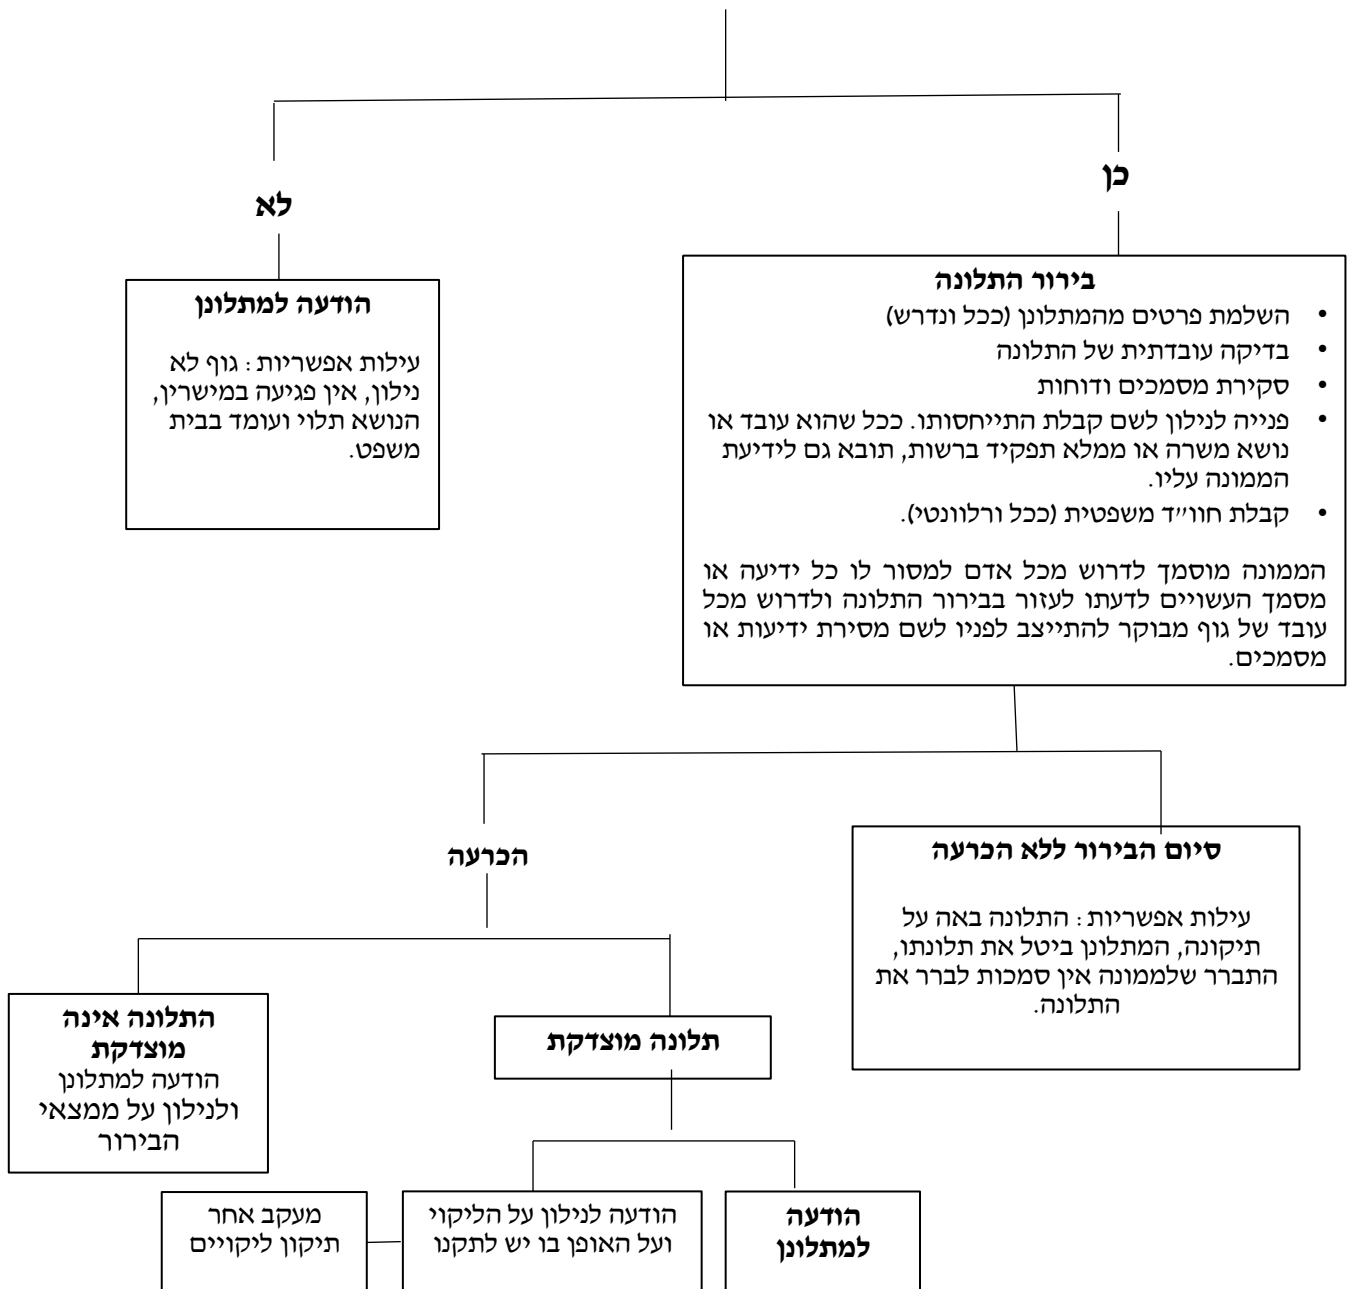 כן
לא
בירור התלונה
• השלמת פרטים מהמתלונן (ככל ונדרש)
• בדיקה עובדתית של התלונה
• סקירת מסמכים ודוחות
• פנייה לנילון לשם קבלת התייחסותו. ככל שהוא עובד או
נושא משרה או ממלא תפקיד ברשות, תובא גם לידיעת
הממונה עליו.
• קבלת חוו״ד משפטית (ככל ורלוונטי).
הממונה מוסמך לדרוש מכל אדם למסור לו כל ידיעה או
מסמך העשויים לדעתו לעזור בבירור התלונה ולדרוש מכל
עובד של גוף מבוקר להתייצב לפניו לשם מסירת ידיעות או
מסמכים.
הודעה למתלונן
עילות אפשריות: גוף לא
נילון, אין פגיעה במישרין,
הנושא תלוי ועומד בבית
משפט.
סיום הבירור ללא הכרעה
עילות אפשריות: התלונה באה על
תיקונה, המתלונן ביטל את תלונתו,
התברר שלממונה אין סמכות לברר את
התלונה.
הכרעה
תלונה מוצדקת
התלונה אינה
מוצדקת
הודעה למתלונן
ולנילון על ממצאי
הבירור
הודעה
למתלונן
הודעה לנילון על הליקוי
ועל האופן בו יש לתקנו
מעקב אחר
תיקון ליקויים